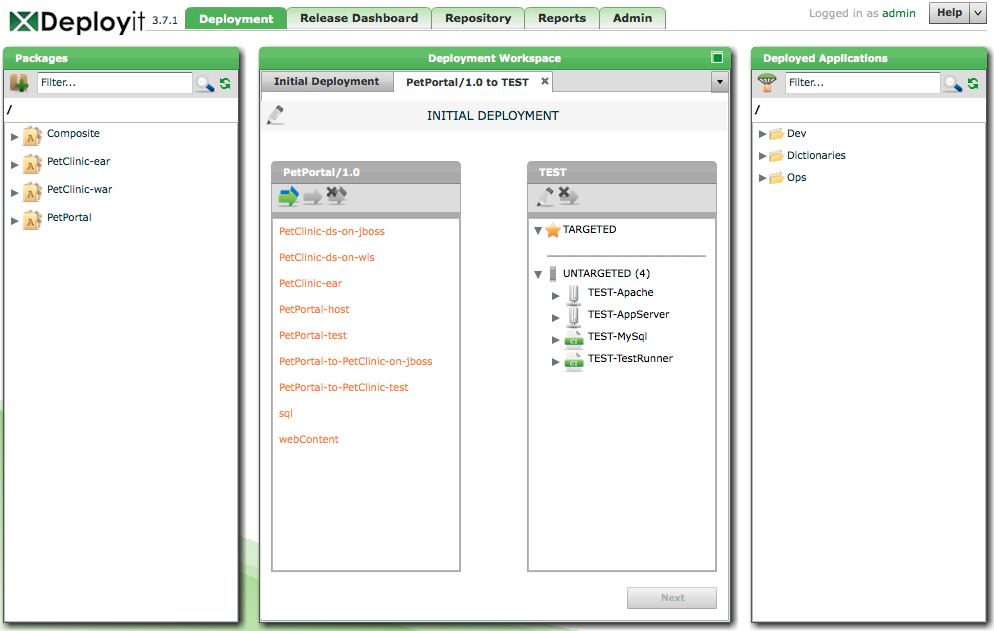 XDeployit 3.7.1
Deployment
Release Dashboard
Repository
Reports
Admin
Logged in as admin
Help
Packages
Filter...
/
Composite
PetClinic-ear
PetClinic-war
PetPortal
Deployment Workspace
Initial Deployment
PetPortal/1.0 to TEST
INITIAL DEPLOYMENT
PetPortal/1.0
PetClinic-ds-on-jboss
PetClinic-ds-on-wls
PetClinic-ear
PetPortal-host
PetPortal-test
PetPortal-to-PetClinic-on-jboss
PetPortal-to-PetClinic-test
sql
webContent
TEST
TARGETED
UNTARGETED (4)
TEST-Apache
TEST-AppServer
TEST-MySql
TEST-TestRunner
Next
Deployed Applications
Filter...
/
Dev
Dictionaries
Ops